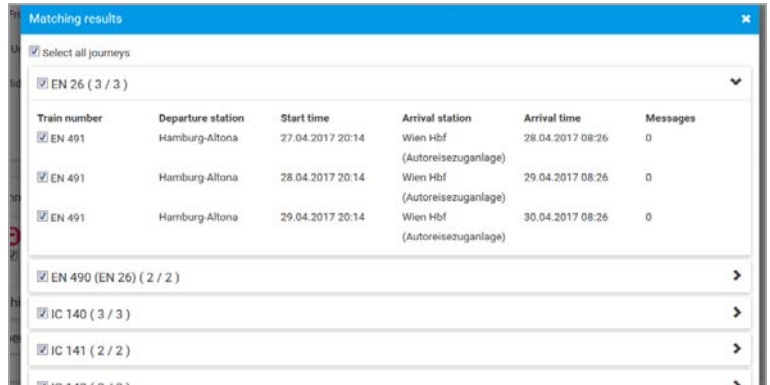 Matching results
Select all journeys
EN 26 ( 3 / 3 )
Train number Departure station Start time Arrival station Arrival time Messages
EN 491 Hamburg-Altona 27.04.2017 20:14 Wien Hbf 28.04.2017 08:26 0
(Autoreisezuganlage)
EN 491 Hamburg-Altona 28.04.2017 20:14 Wien Hbf 29.04.2017 08:26 0
(Autoreisezuganlage)
EN 491 Hamburg-Altona 29.04.2017 20:14 Wien Hbf 30.04.2017 08:26 0
(Autoreisezuganlage)
EN 490 (EN 26) ( 2 / 2 )
IC 140 ( 3 / 3 )
IC 141 ( 2 / 2 )